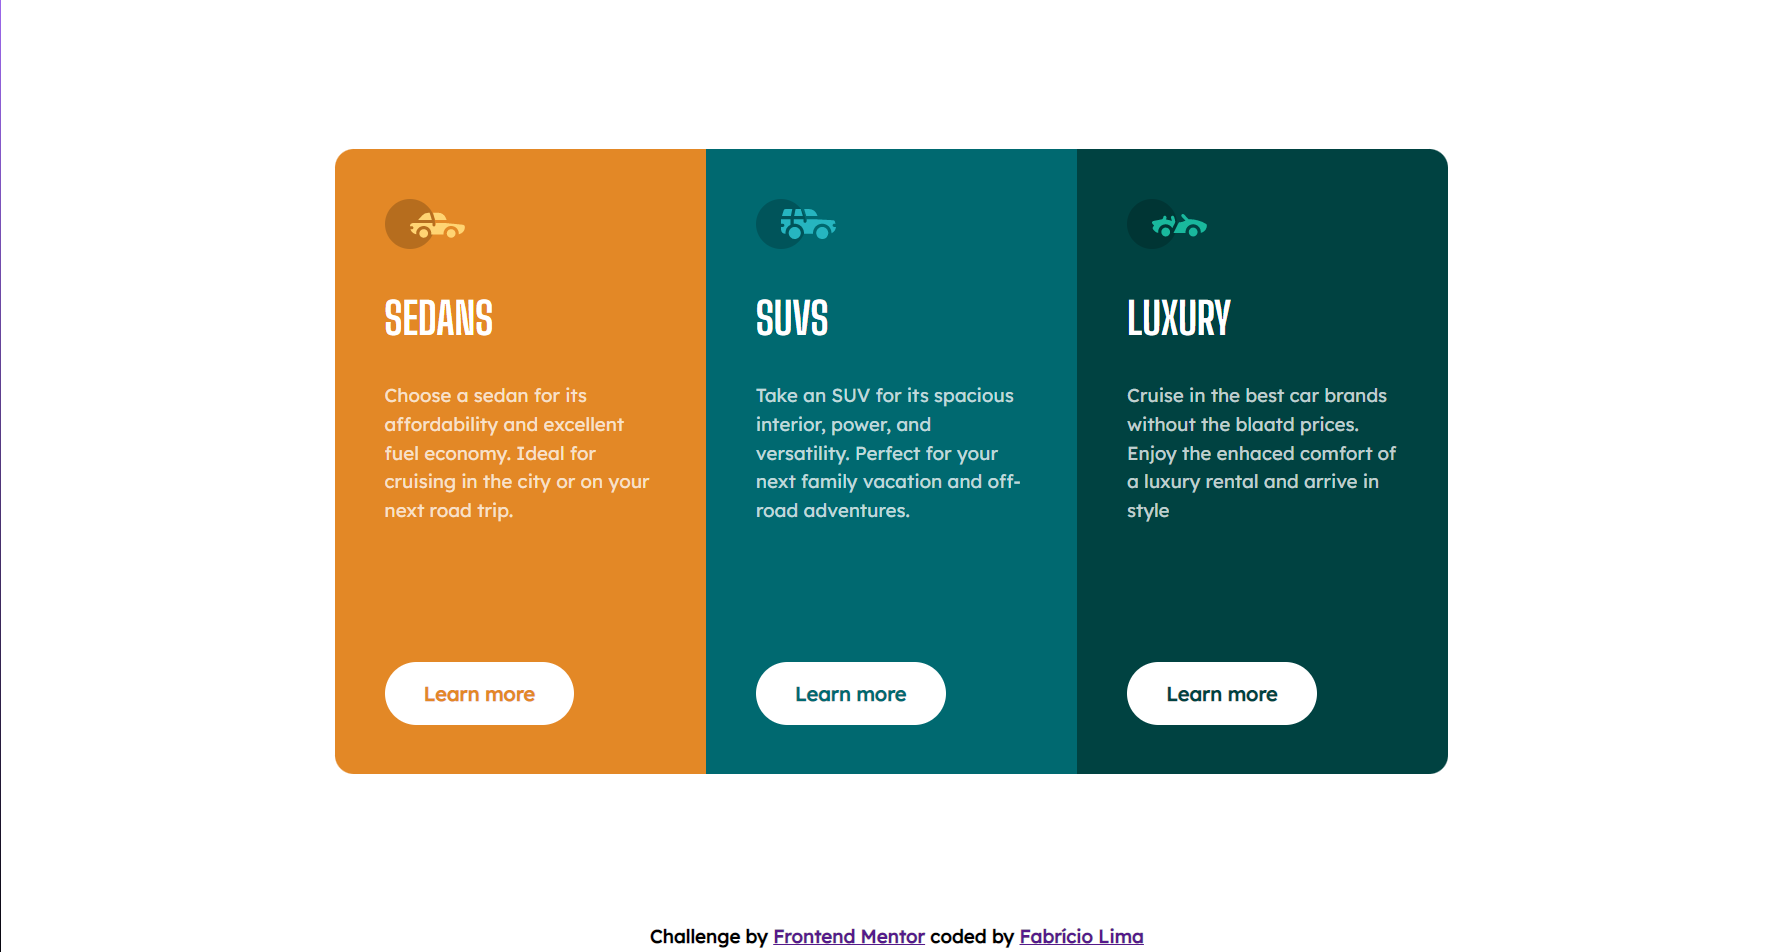 SEDANS
Choose a sedan for its
affordability and excellent
fuel economy. Ideal for
cruising in the city or on your
next road trip.
Learn more
SUVS
Take an SUV for its spacious
interior, power, and
versatility. Perfect for your
next family vacation and off-
road adventures.
Learn more
LUXURY
Cruise in the best car brands
without the blaatd prices.
Enjoy the enhaced comfort of
a luxury rental and arrive in
style
Learn more
Challenge by Frontend Mentor coded by Fabrício Lima